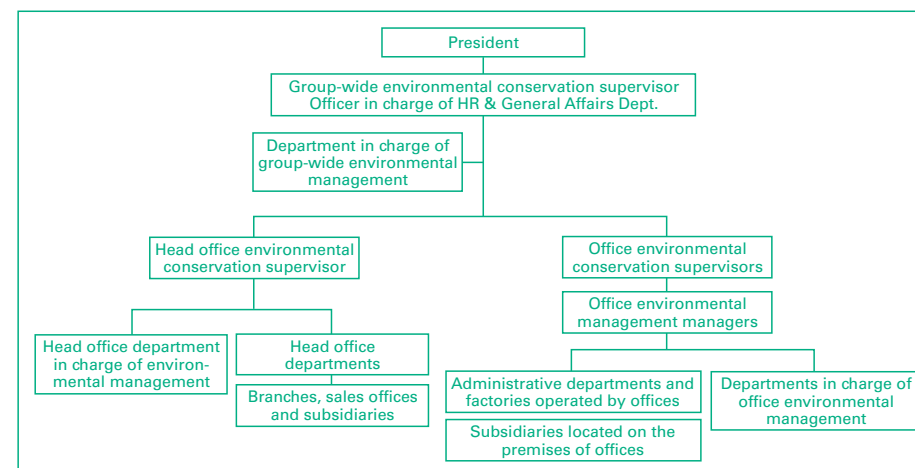 President
Group-wide environmental conservation supervisor
Officer in charge of HR & General Affairs Dept.
Department in charge of
group-wide environmental
management
Head office environmental
conservation supervisor
Office environmental
conservation supervisors
Office environmental
management managers
Head office department
in charge of environ-
mental management
Head office
departments
Branches, sales offices
and subsidiaries
Administrative departments and
factories operated by offices
Subsidiaries located on the
premises of offices
Departments in charge of
office environmental
management